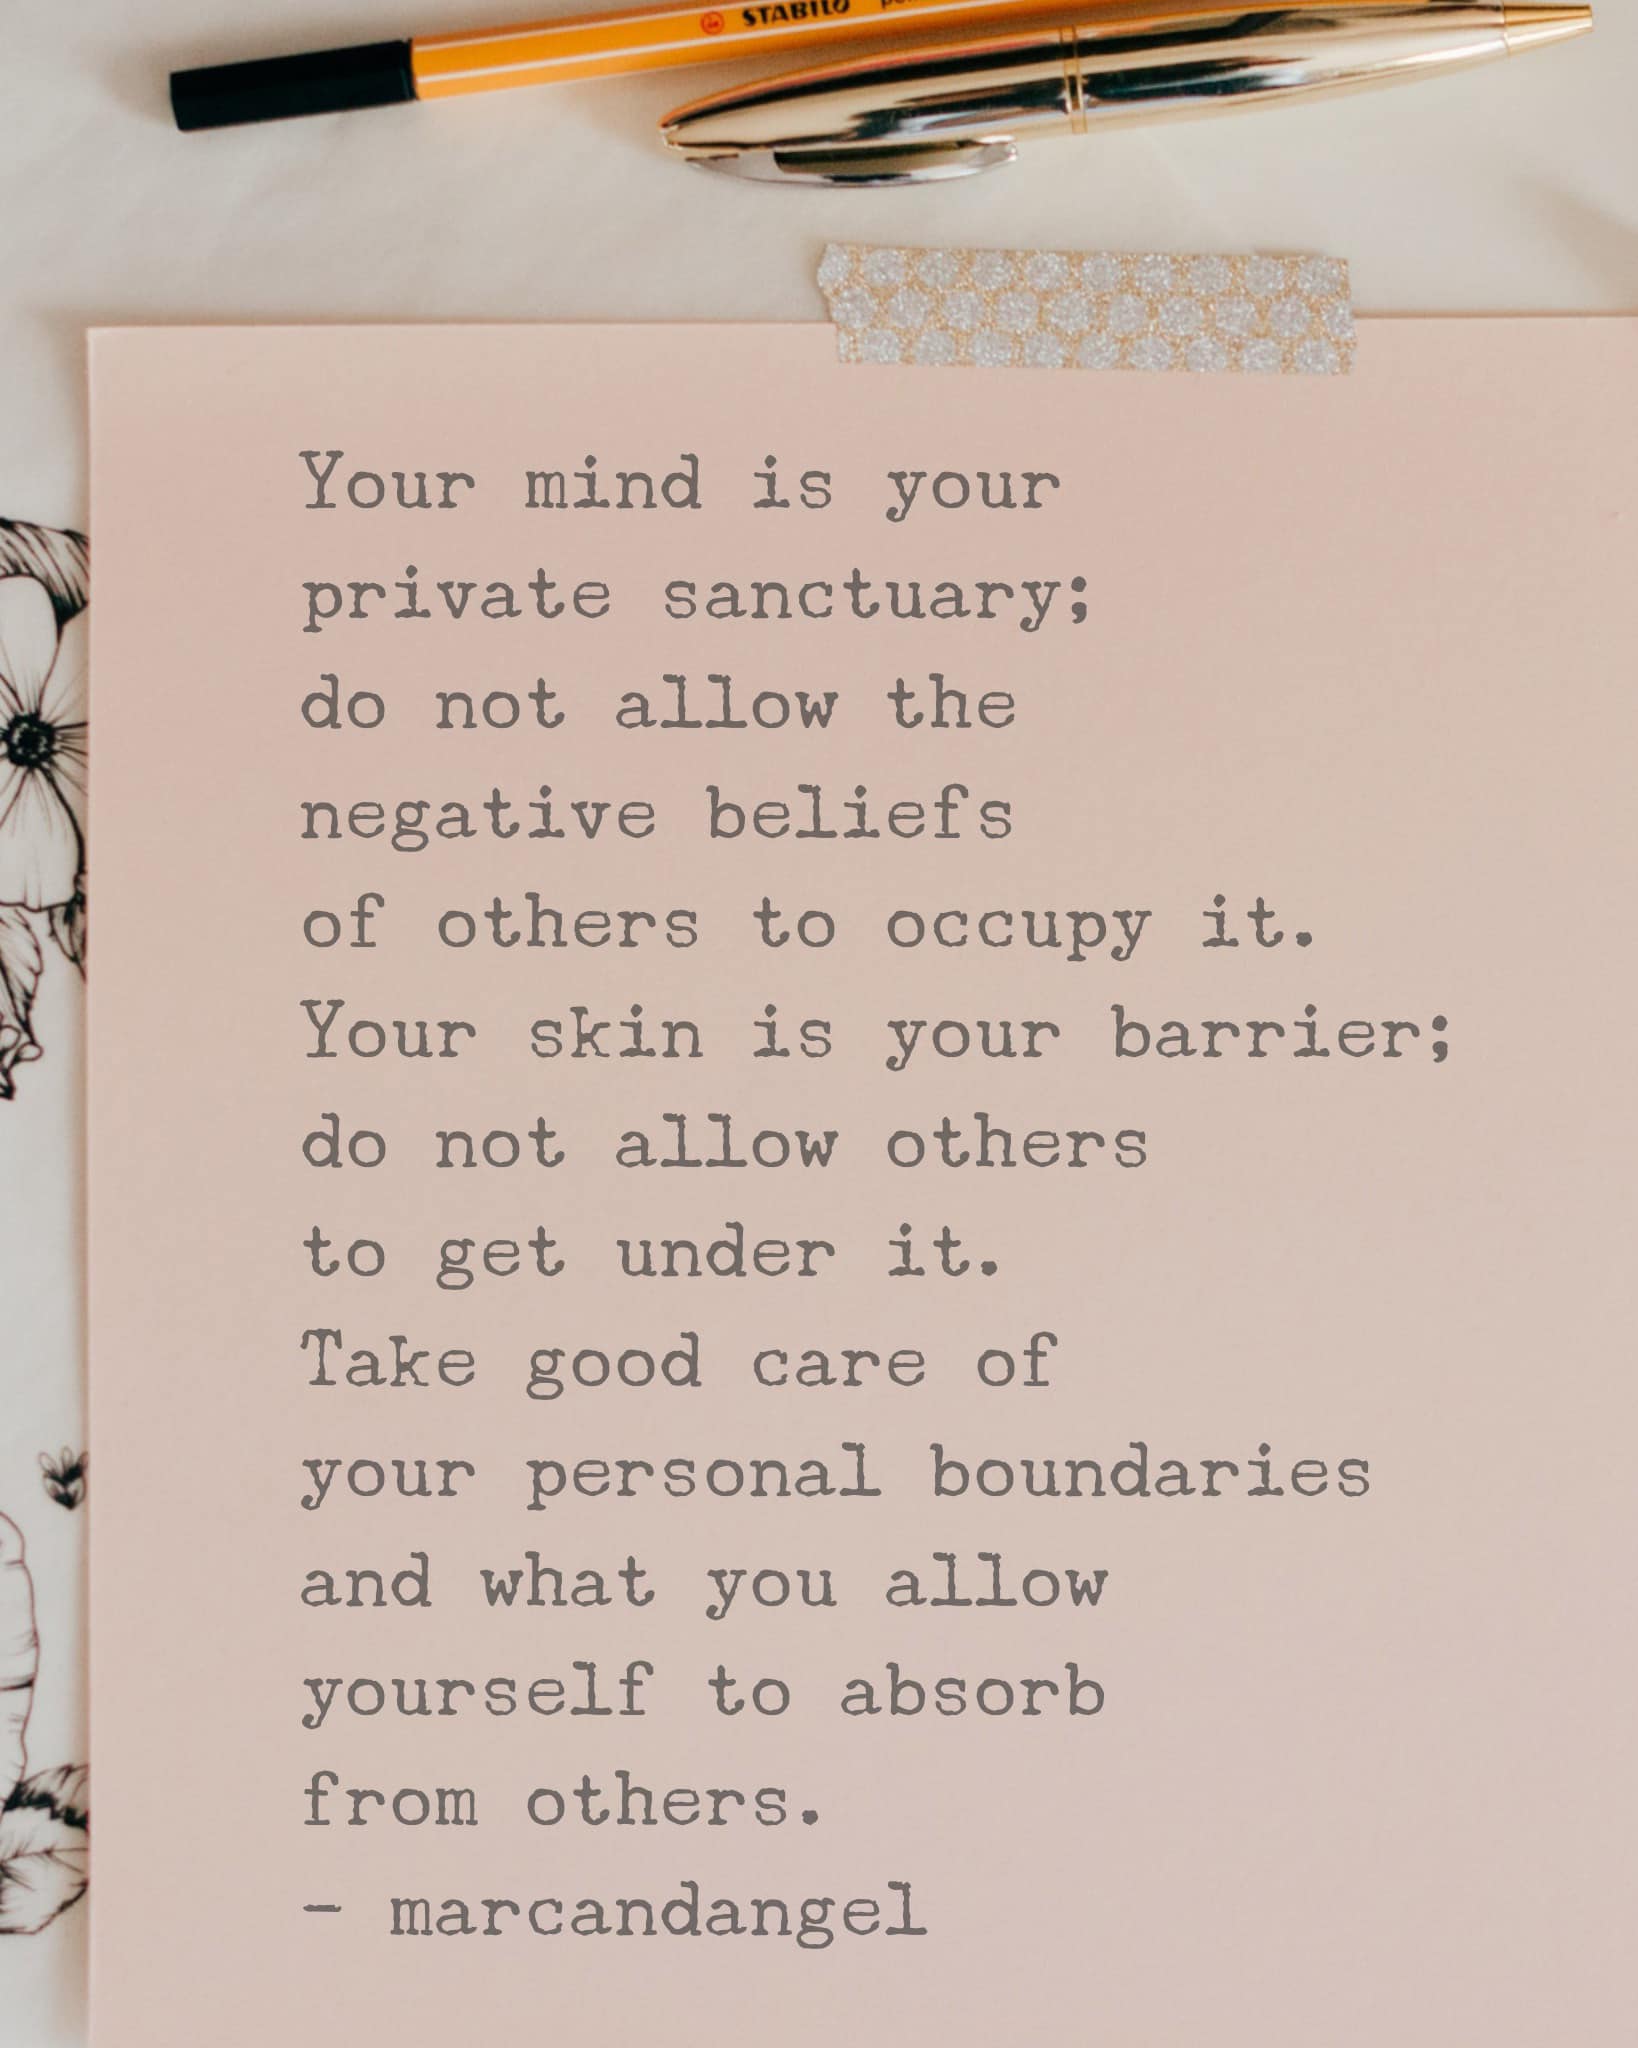 STABILO
Your mind is your
private sanctuary;
do not allow the
negative beliefs
of others to occupy it.
Your skin is your barrier;
do not allow others
to get under it.
Take good care of
your personal boundaries
and what you allow
yourself to absorb
from others.
- marcandangel